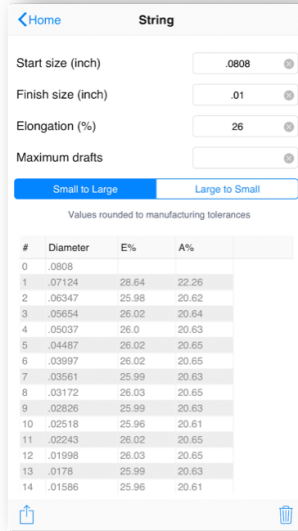 Home String
Start size (inch) .0808
Finish size (inch) .01
Elongation (%) 26
Maximum drafts
Small to Large Large to Small
Values rounded to manufacturing tolerances
# Diameter E% A%
0 .0808
1 .07124 28.64 22.26
2 .06347 25.98 20.62
3 .05654 26.02 20.64
4 .05037 26.0 20.63
5 .04487 26.02 20.65
6 .03997 26.02 20.65
7 .03561 25.99 20.63
8 .03172 26.03 20.65
9 .02826 25.99 20.63
10 .02518 25.96 20.61
11 .02243 26.02 20.65
12 .01998 26.03 20.65
13 .0178 25.99 20.63
14 .01586 25.96 20.61